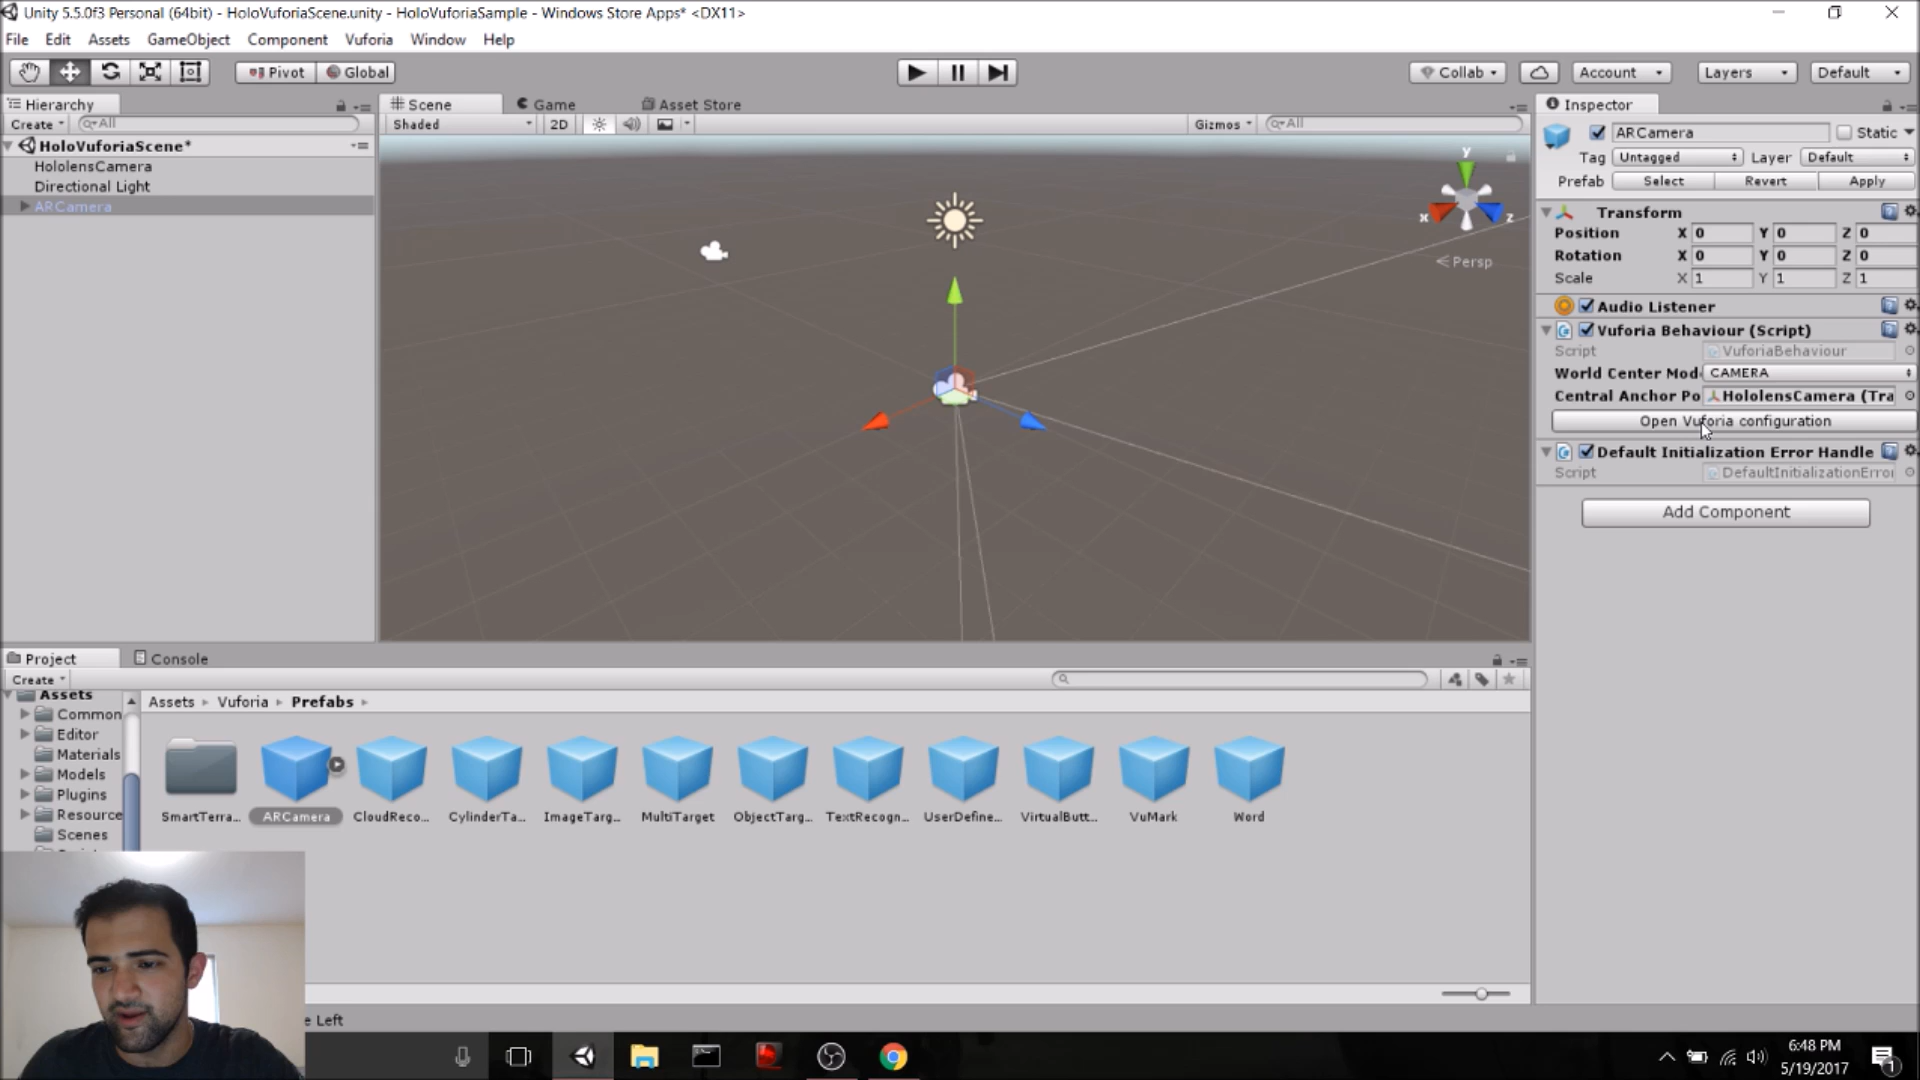 Unity 5.5.0f3 Personal (64bit) - HoloVuforiaScene.unity - HoloVuforiaSample - Windows Store Apps* <DX11>
File Edit Assets GameObject Component Vuforia Window Help
Pivot Global Collab Account Layers Default
Hierarchy
Create All
HoloVuforiaScene*
HololensCamera
Directional Light
ARCamera
Scene Game Asset Store
Shaded 2D Gizmos All
y
x z
Persp
Inspector
ARCamera Static
Tag Untagged Layer Default
Prefab Select Revert Apply
Transform
Position X 0 Y 0 Z 0
Rotation X 0 Y 0 Z 0
Scale X 1 Y 1 Z 1
Audio Listener
Vuforia Behaviour (Script)
Script VuforiaBehaviour
World Center Mod CAMERA
Central Anchor Po HololensCamera (Tra
Open Vuforia configuration
Default Initialization Error Handle
Script DefaultInitializationError
Add Component
Project Console
Create
Assets
Common
Editor
Materials
Models
Plugins
Resource
Scenes
Assets Vuforia Prefabs
SmartTerra... ARCamera CloudReco... CylinderTa... ImageTarg... MultiTarget ObjectTarg... TextRecogn... UserDefine... VirtualButt... VuMark Word
e Left
6:48 PM
5/19/2017
1